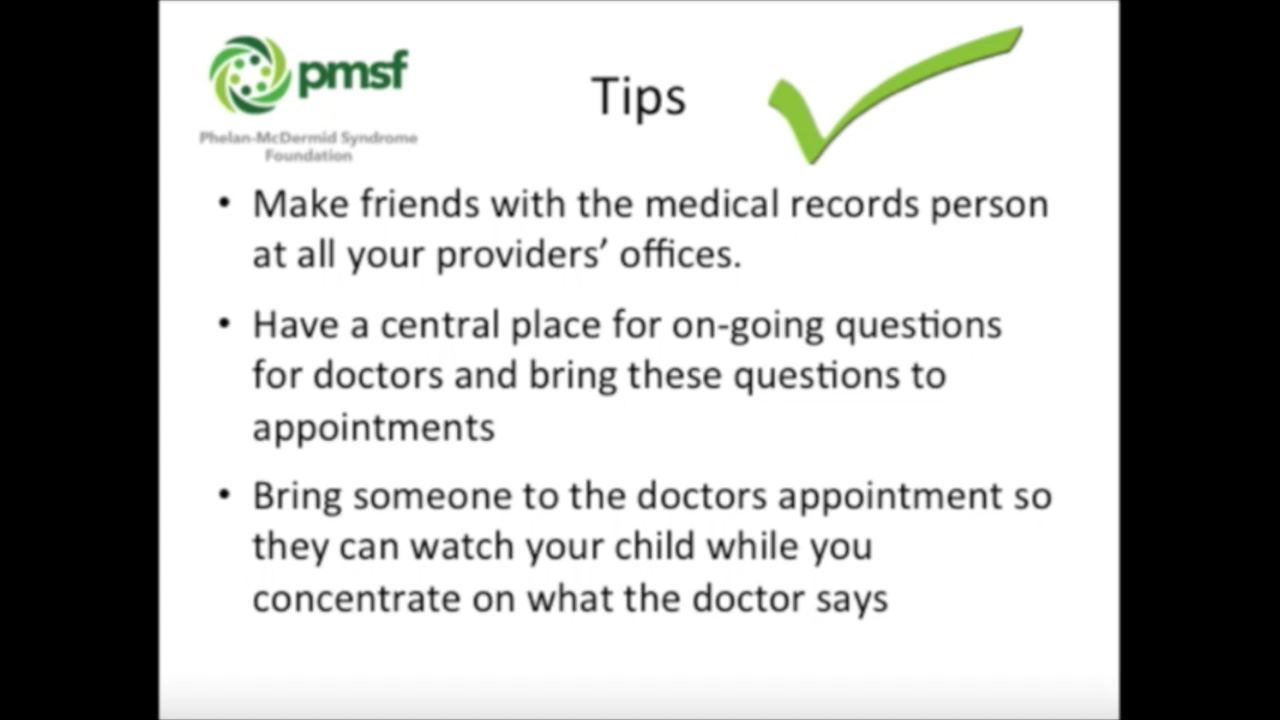 pmsf
Phelan-McDermid Syndrome
Foundation
Tips
• Make friends with the medical records person
at all your providers’ offices.
• Have a central place for on-going questions
for doctors and bring these questions to
appointments
• Bring someone to the doctors appointment so
they can watch your child while you
concentrate on what the doctor says